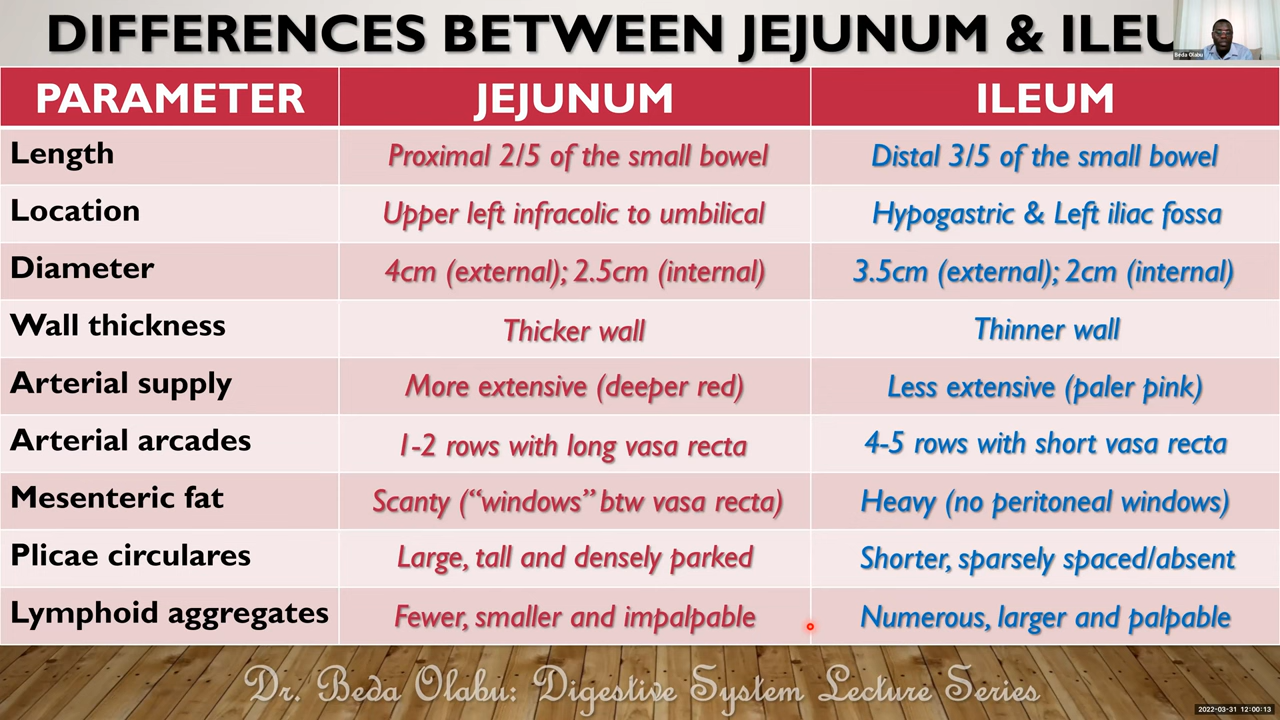 DIFFERENCES BETWEEN JEJUNUM & ILEU
Beda Olabu
PARAMETER JEJUNUM ILEUM
Length Proximal 2/5 of the small bowel Distal 3/5 of the small bowel
Location Upper left infracolic to umbilical Hypogastric & Left iliac fossa
Diameter 4cm (external); 2.5cm (internal) 3.5cm (external); 2cm (internal)
Wall thickness Thicker wall Thinner wall
Arterial supply More extensive (deeper red) Less extensive (paler pink)
Arterial arcades 1-2 rows with long vasa recta 4-5 rows with short vasa recta
Mesenteric fat Scanty (“windows” btw vasa recta) Heavy (no peritoneal windows)
Plicae circulares Large, tall and densely parked Shorter, sparsely spaced/absent
Lymphoid aggregates Fewer, smaller and impalpable Numerous, larger and palpable
Dr. Beda Olabu: Digestive System Lecture Series
2022-03-31 12:00:13